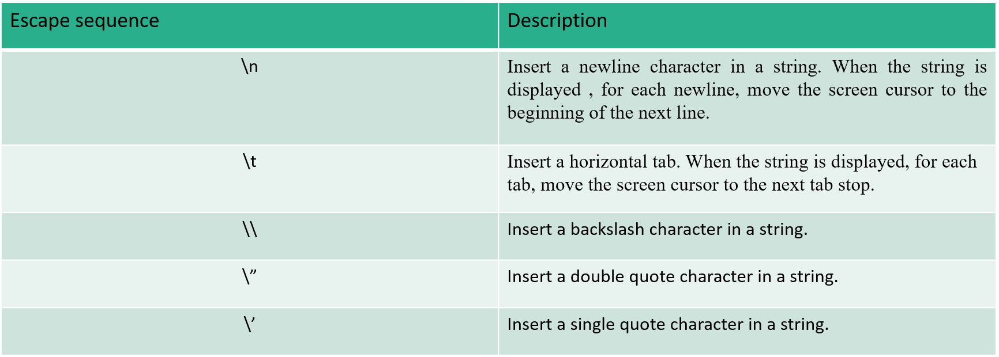 Escape sequence
Description
\n
Insert a newline character in a string. When the string is
displayed , for each newline, move the screen cursor to the
beginning of the next line.
\t
Insert a horizontal tab. When the string is displayed, for each
tab, move the screen cursor to the next tab stop.
\\
Insert a backslash character in a string.
\”
Insert a double quote character in a string.
\’
Insert a single quote character in a string.